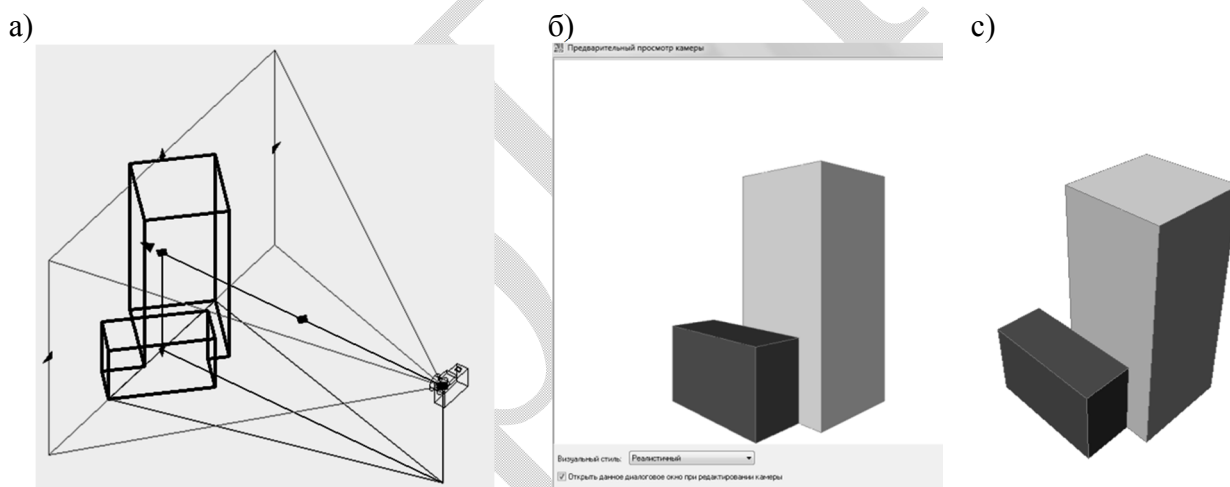 а)
б)
с)
Предварительный просмотр камеры
Визуальный стиль: Реалистичный
Открыть данное диалоговое окно при редактировании камеры